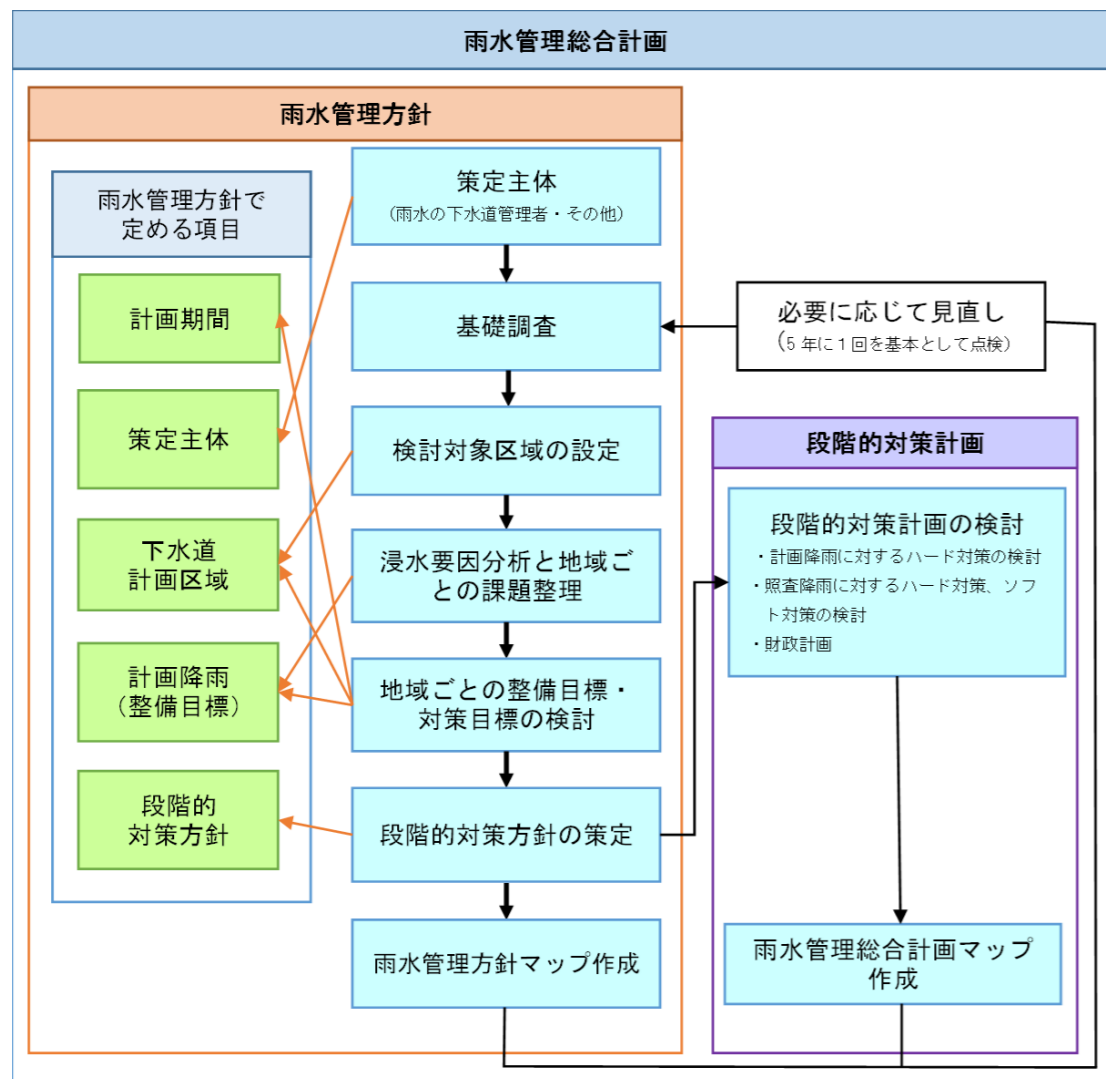 雨水管理総合計画
雨水管理方針
雨水管理方針で
定める項目
計画期間
策定主体
下水道
計画区域
計画降雨
（整備目標）
段階的
対策方針
策定主体
（雨水の下水道管理者・その他）
基礎調査
検討対象区域の設定
浸水要因分析と地域ご
との課題整理
地域ごとの整備目標・
対策目標の検討
段階的対策方針の策定
雨水管理方針マップ作成
必要に応じて見直し
（5 年に 1 回を基本として点検）
段階的対策計画
段階的対策計画の検討
・計画降雨に対するハード対策の検討
・照査降雨に対するハード対策、ソフ
ト対策の検討
・財政計画
雨水管理総合計画マップ
作成